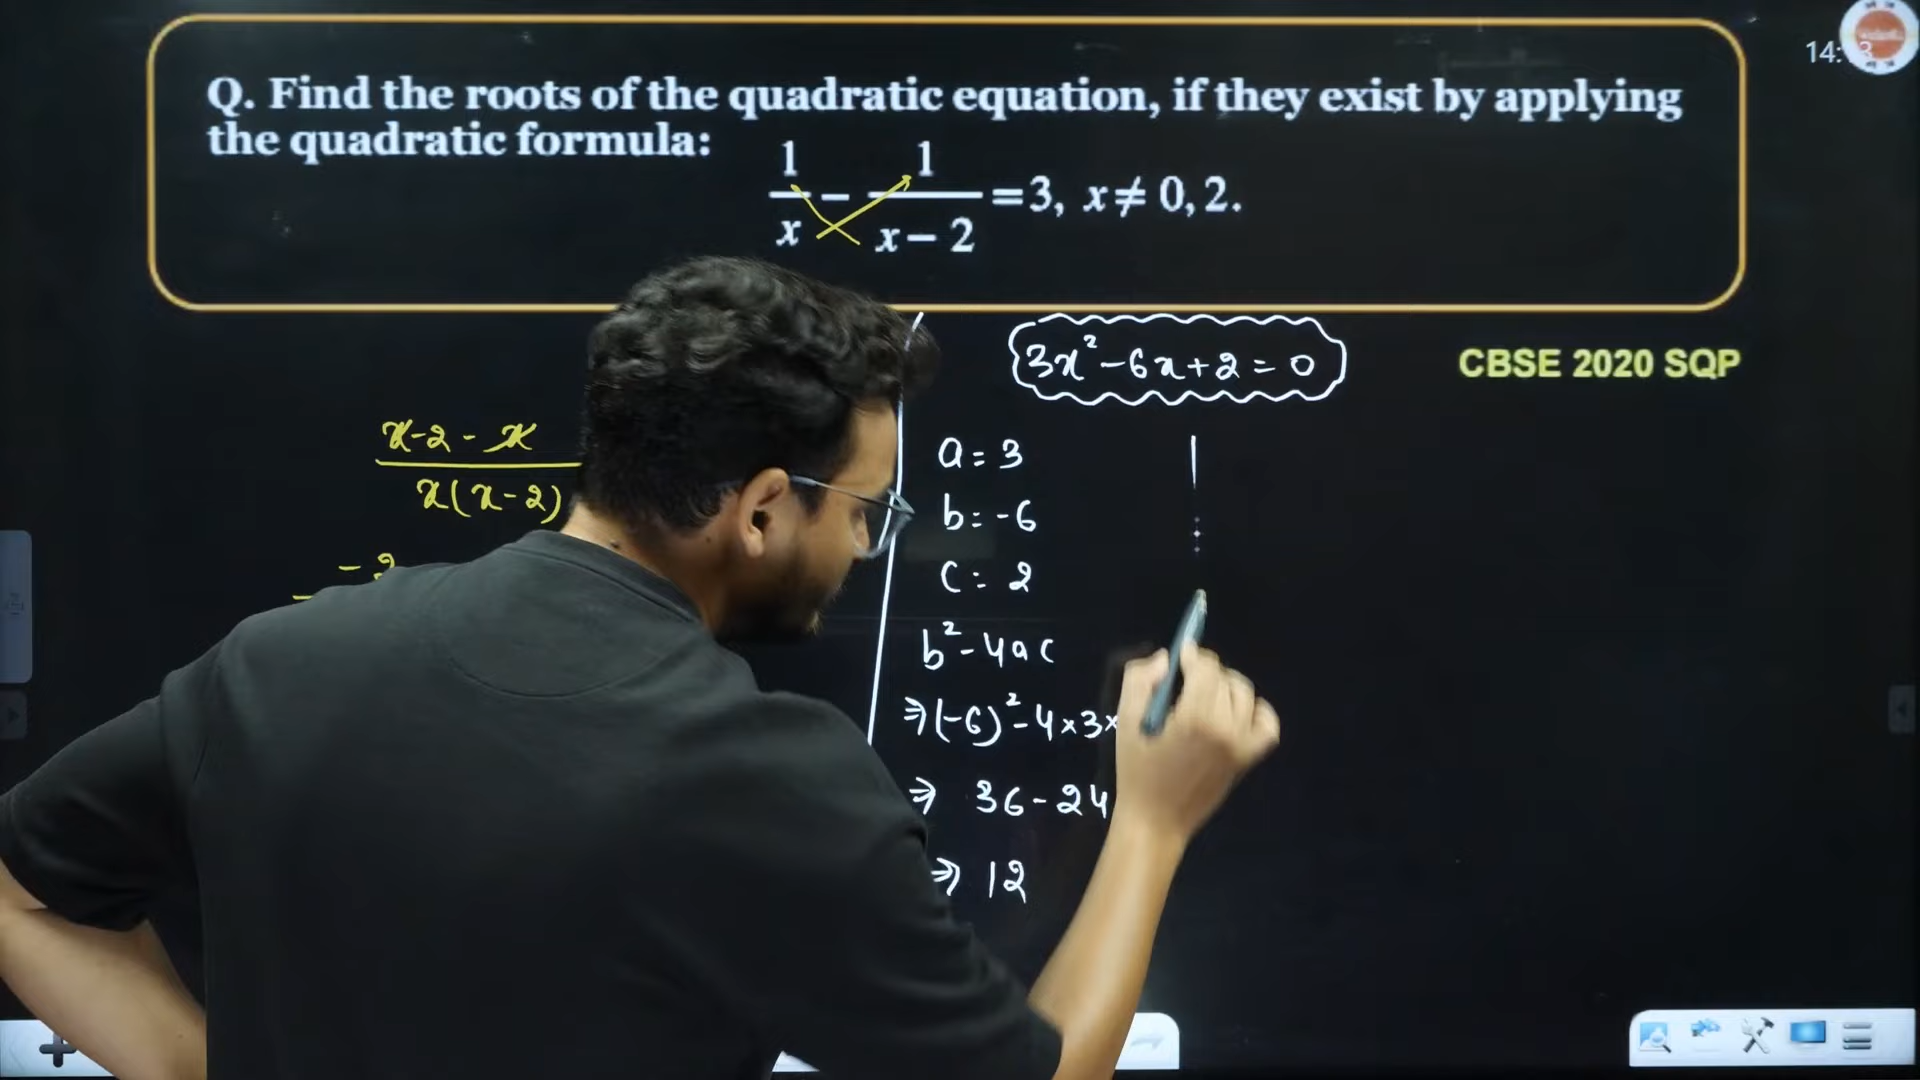 Q. Find the roots of the quadratic equation, if they exist by applying
the quadratic formula:
1/x − 1/(x − 2) = 3, x ≠ 0, 2.
3x² − 6x + 2 = 0
CBSE 2020 SQP
x-2 - x
x(x-2)
-2
a = 3
b = -6
c = 2
b² - 4ac
⇒ (-6)² - 4×3×
⇒ 36 - 24
⇒ 12